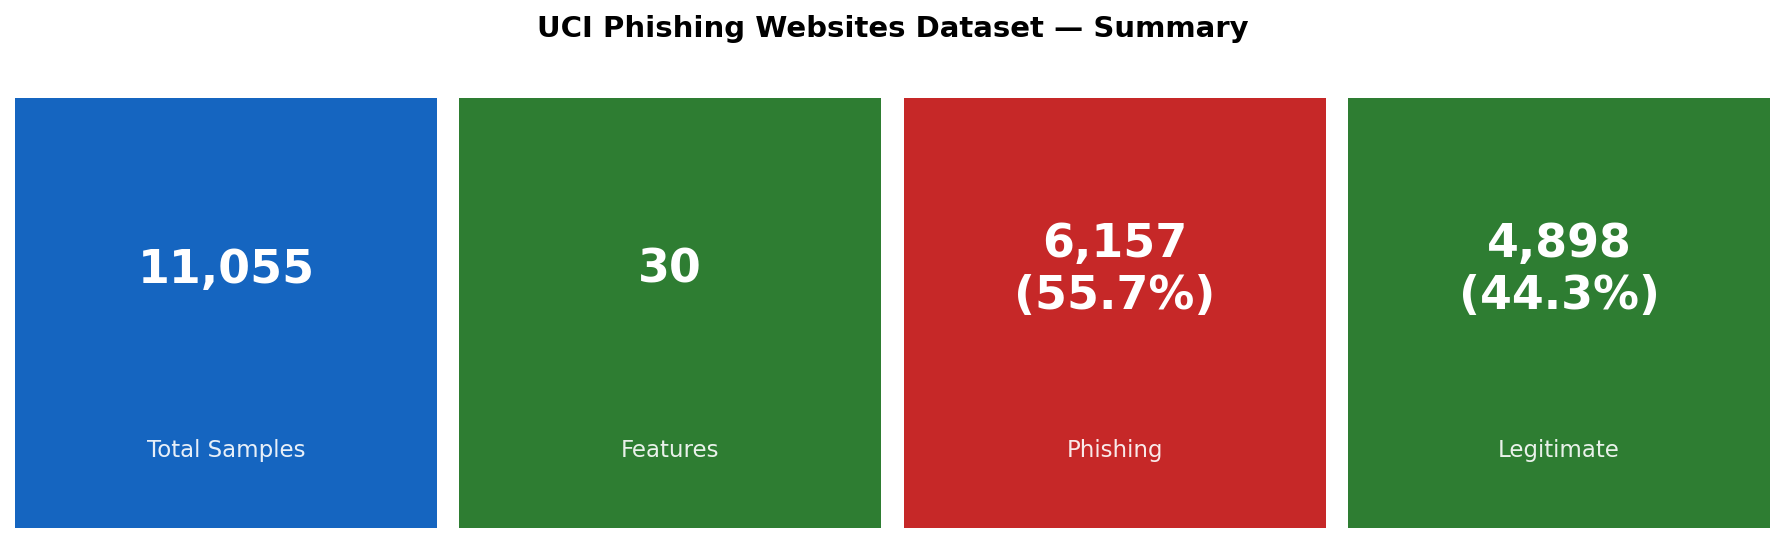 UCI Phishing Websites Dataset — Summary
11,055
Total Samples
30
Features
6,157
(55.7%)
Phishing
4,898
(44.3%)
Legitimate